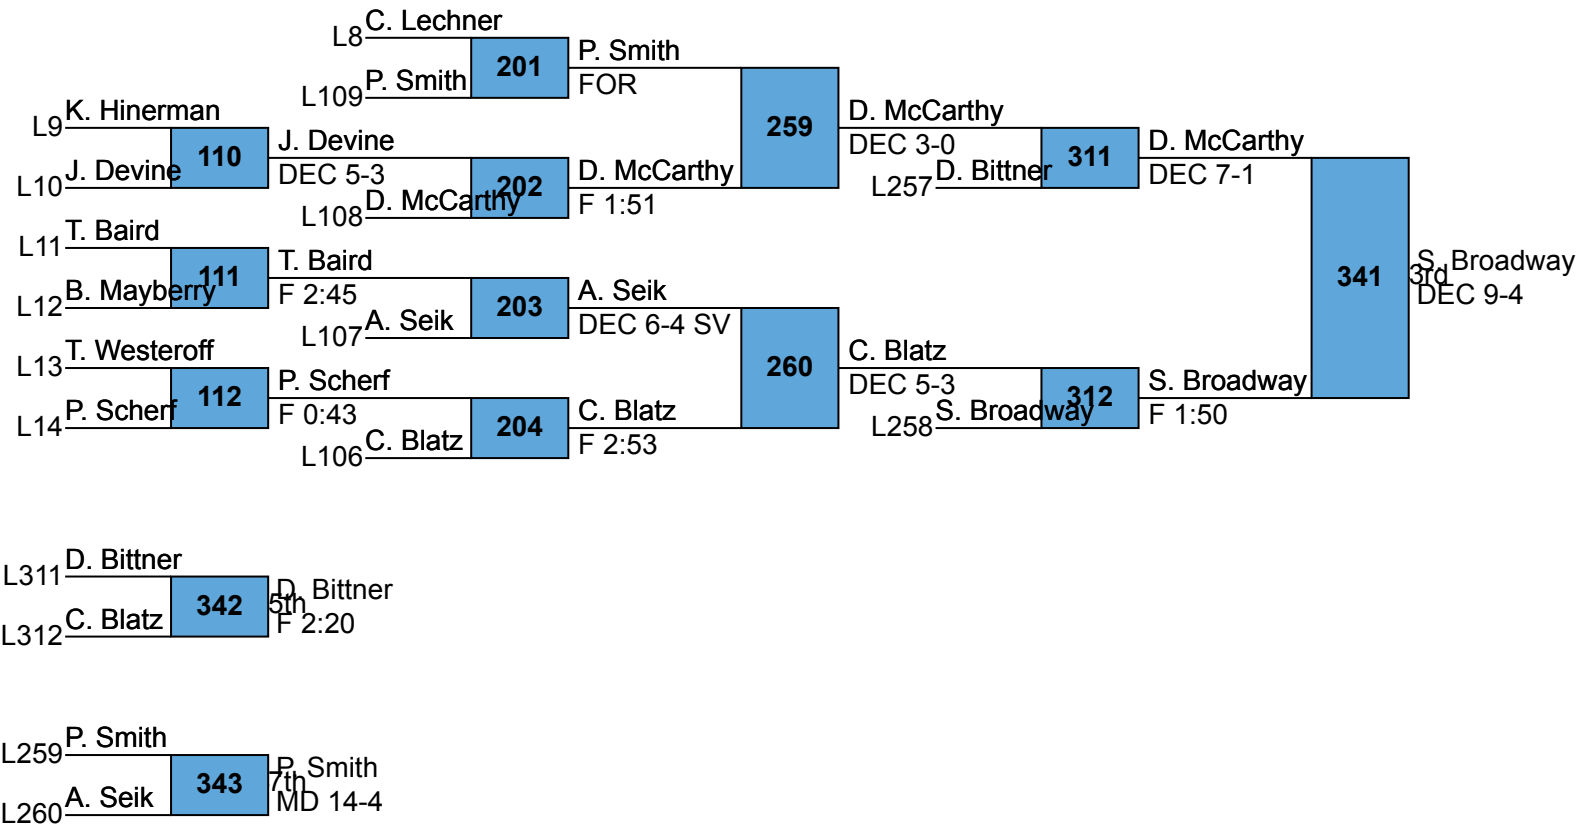 C. Lechner
L8
201
P. Smith
FOR
P. Smith
L109
K. Hinerman
L9
110
J. Devine
DEC 5-3
J. Devine
L10
202
D. McCarthy
F 1:51
D. McCarthy
L108
259
D. McCarthy
DEC 3-0
311
D. Bittner
L257
D. McCarthy
DEC 7-1
T. Baird
L11
111
T. Baird
F 2:45
B. Mayberry
L12
203
A. Seik
DEC 6-4 SV
A. Seik
L107
T. Westeroff
L13
112
P. Scherf
F 0:43
P. Scherf
L14
204
C. Blatz
F 2:53
C. Blatz
L106
260
C. Blatz
DEC 5-3
312
S. Broadway
L258
S. Broadway
F 1:50
341
S. Broadway
3rd
DEC 9-4
D. Bittner
L311
342
D. Bittner
5th
F 2:20
C. Blatz
L312
P. Smith
L259
343
P. Smith
7th
MD 14-4
A. Seik
L260